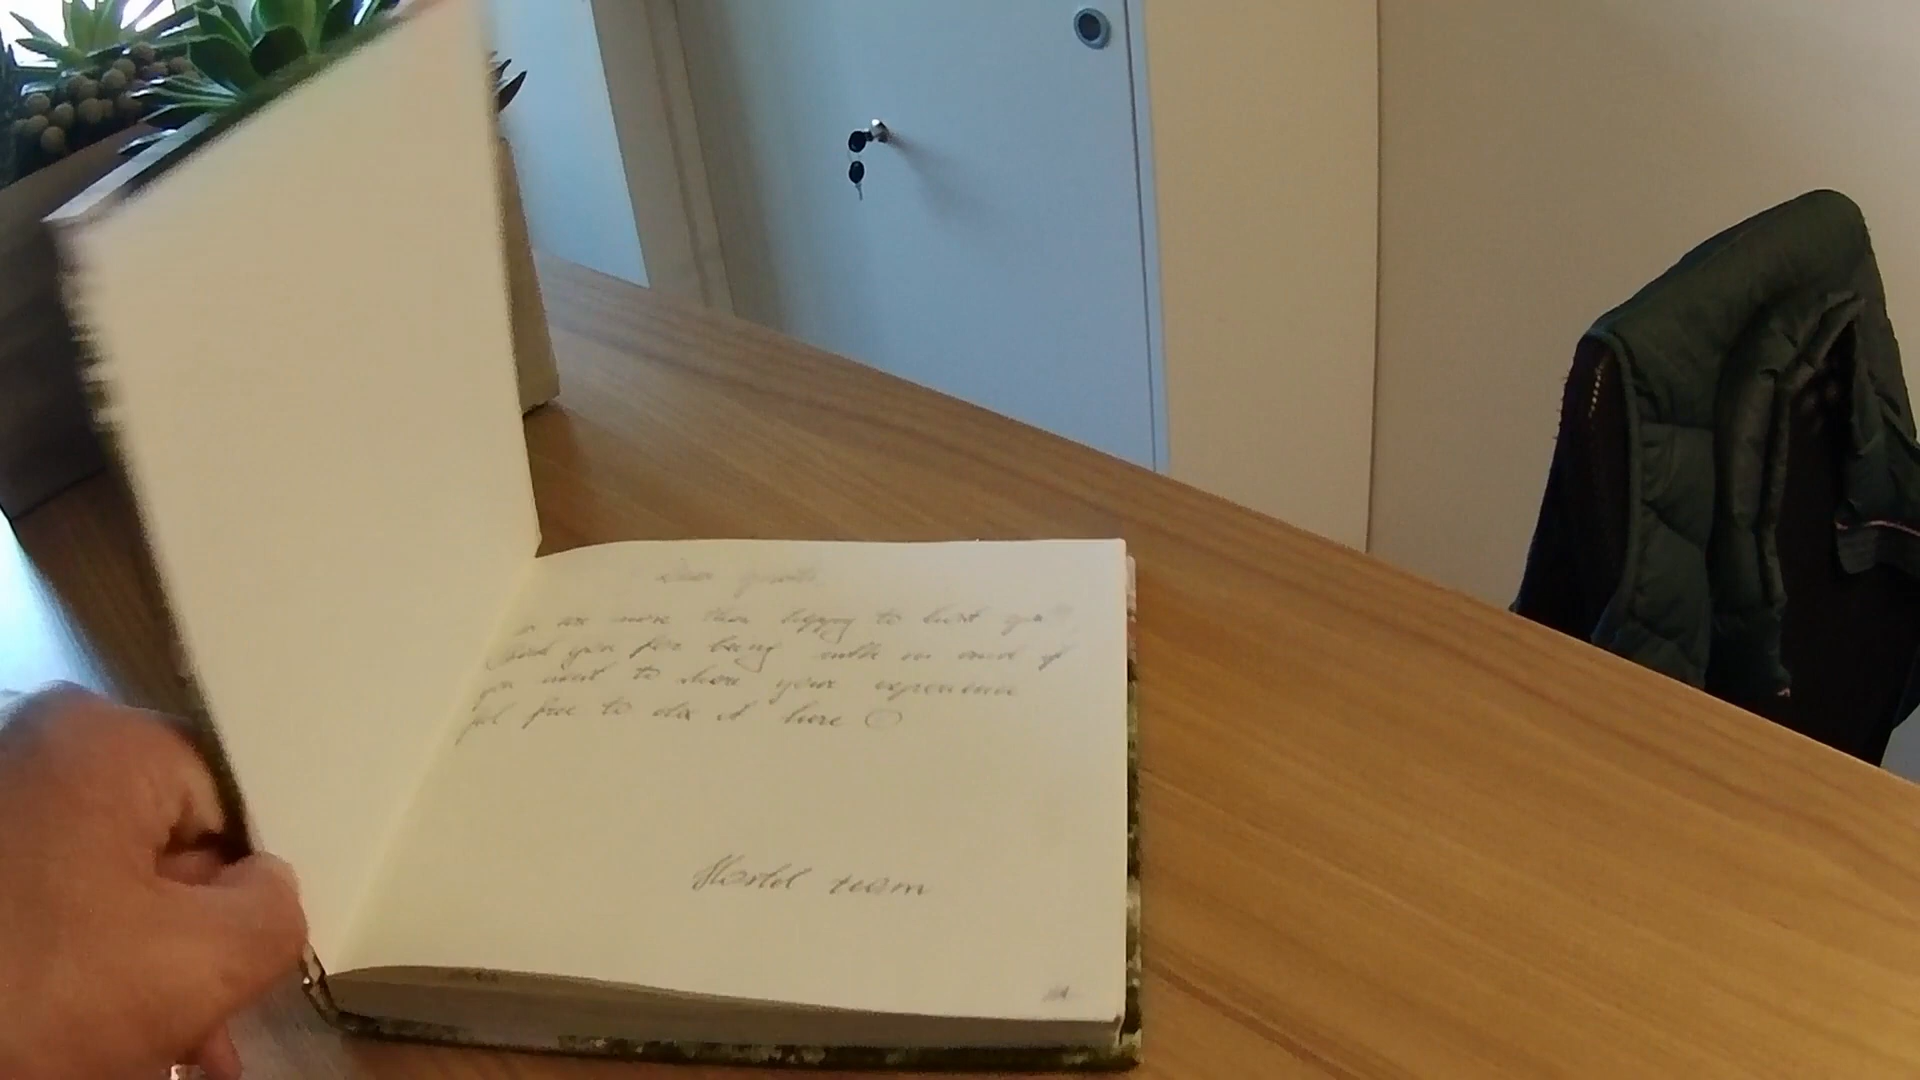 Dear guests
we are more than happy to host you
Thank you for being with us and if
you want to share your experience
feel free to do it here
team